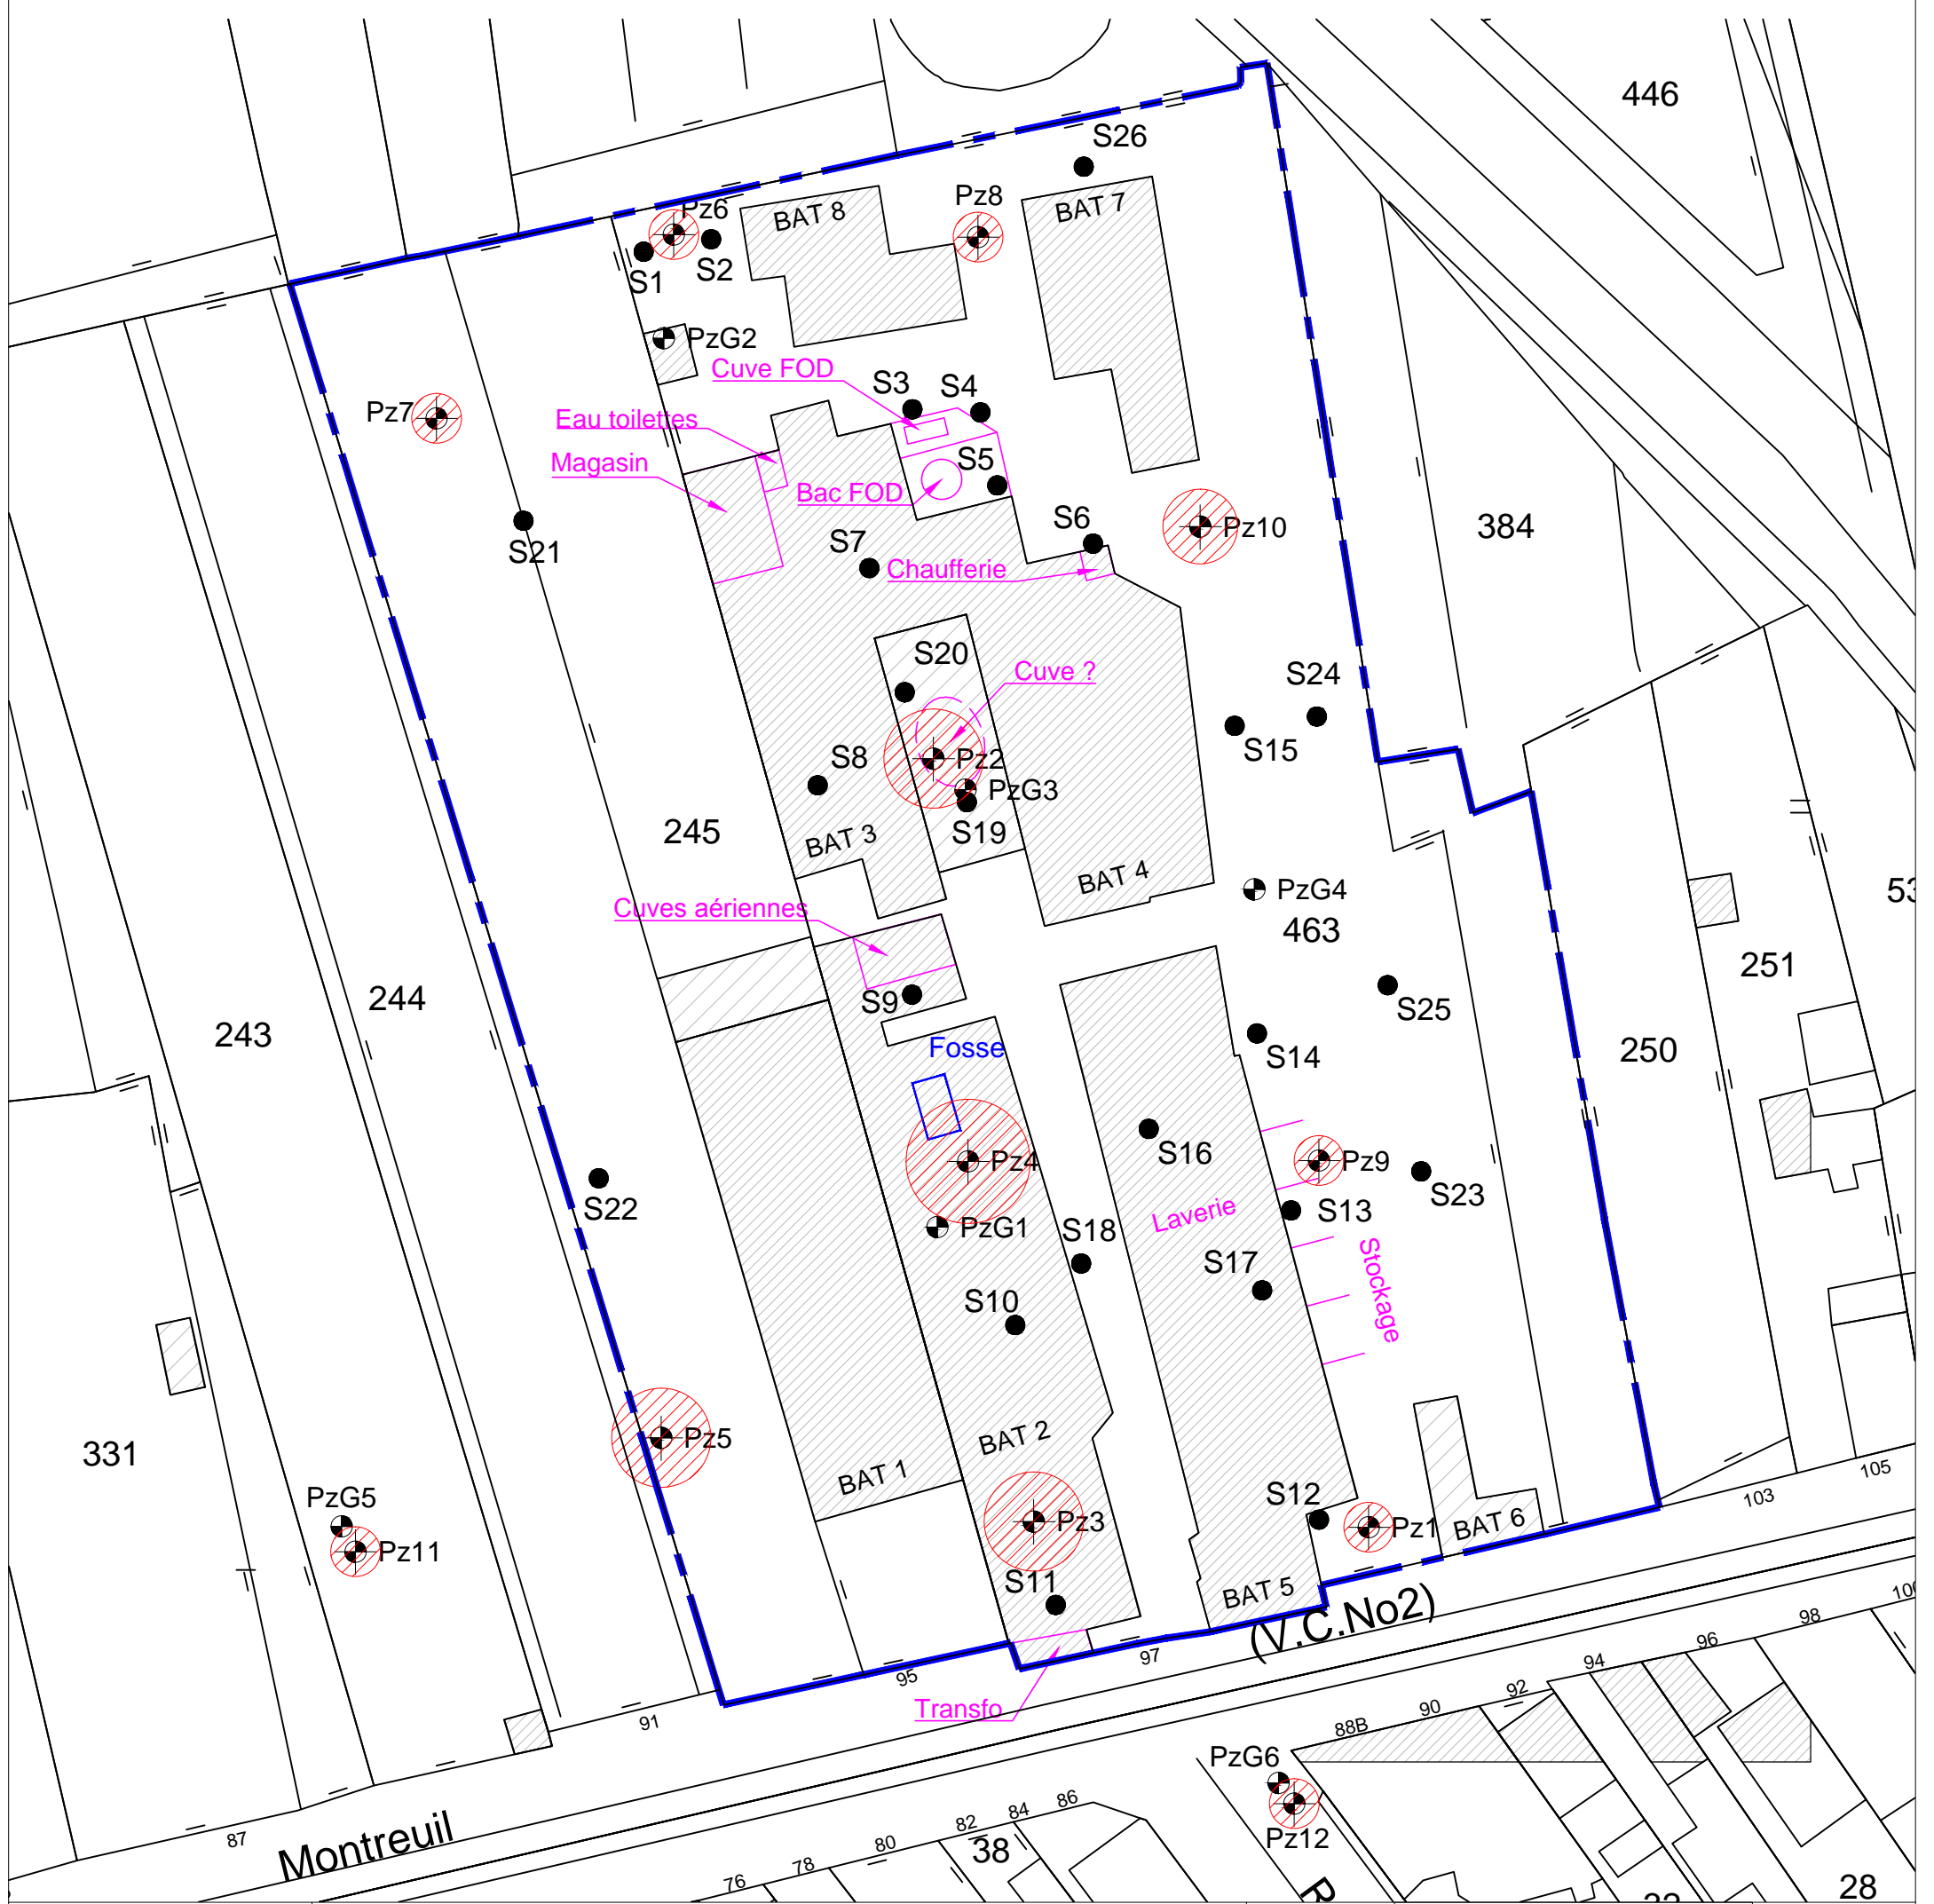 446
S26
BAT 7
Pz6
BAT 8
Pz8
S1
S2
PzG2
Cuve FOD
S3
S4
Pz7
Eau toilettes
Magasin
S5
Bac FOD
S6
Pz10
384
S21
S7
Chaufferie
S20
Cuve ?
S24
S15
Pz2
S8
PzG3
S19
245
BAT 3
BAT 4
PzG4
53
Cuves aériennes
463
251
244
S9
S25
243
Fosse
S14
250
S16
Pz4
Pz9
S23
S22
Laverie
S13
PzG1
S18
S17
Stockage
S10
331
Pz5
BAT 2
BAT 1
105
103
PzG5
S12
Pz3
Pz1
BAT 6
Pz11
S11
BAT 5
(V.C.No2)
98
96
97
95
94
92
91
Transfo
90
88B
PzG6
86
84
82
80
78
76
Montreuil
87
Pz12
38
28
R